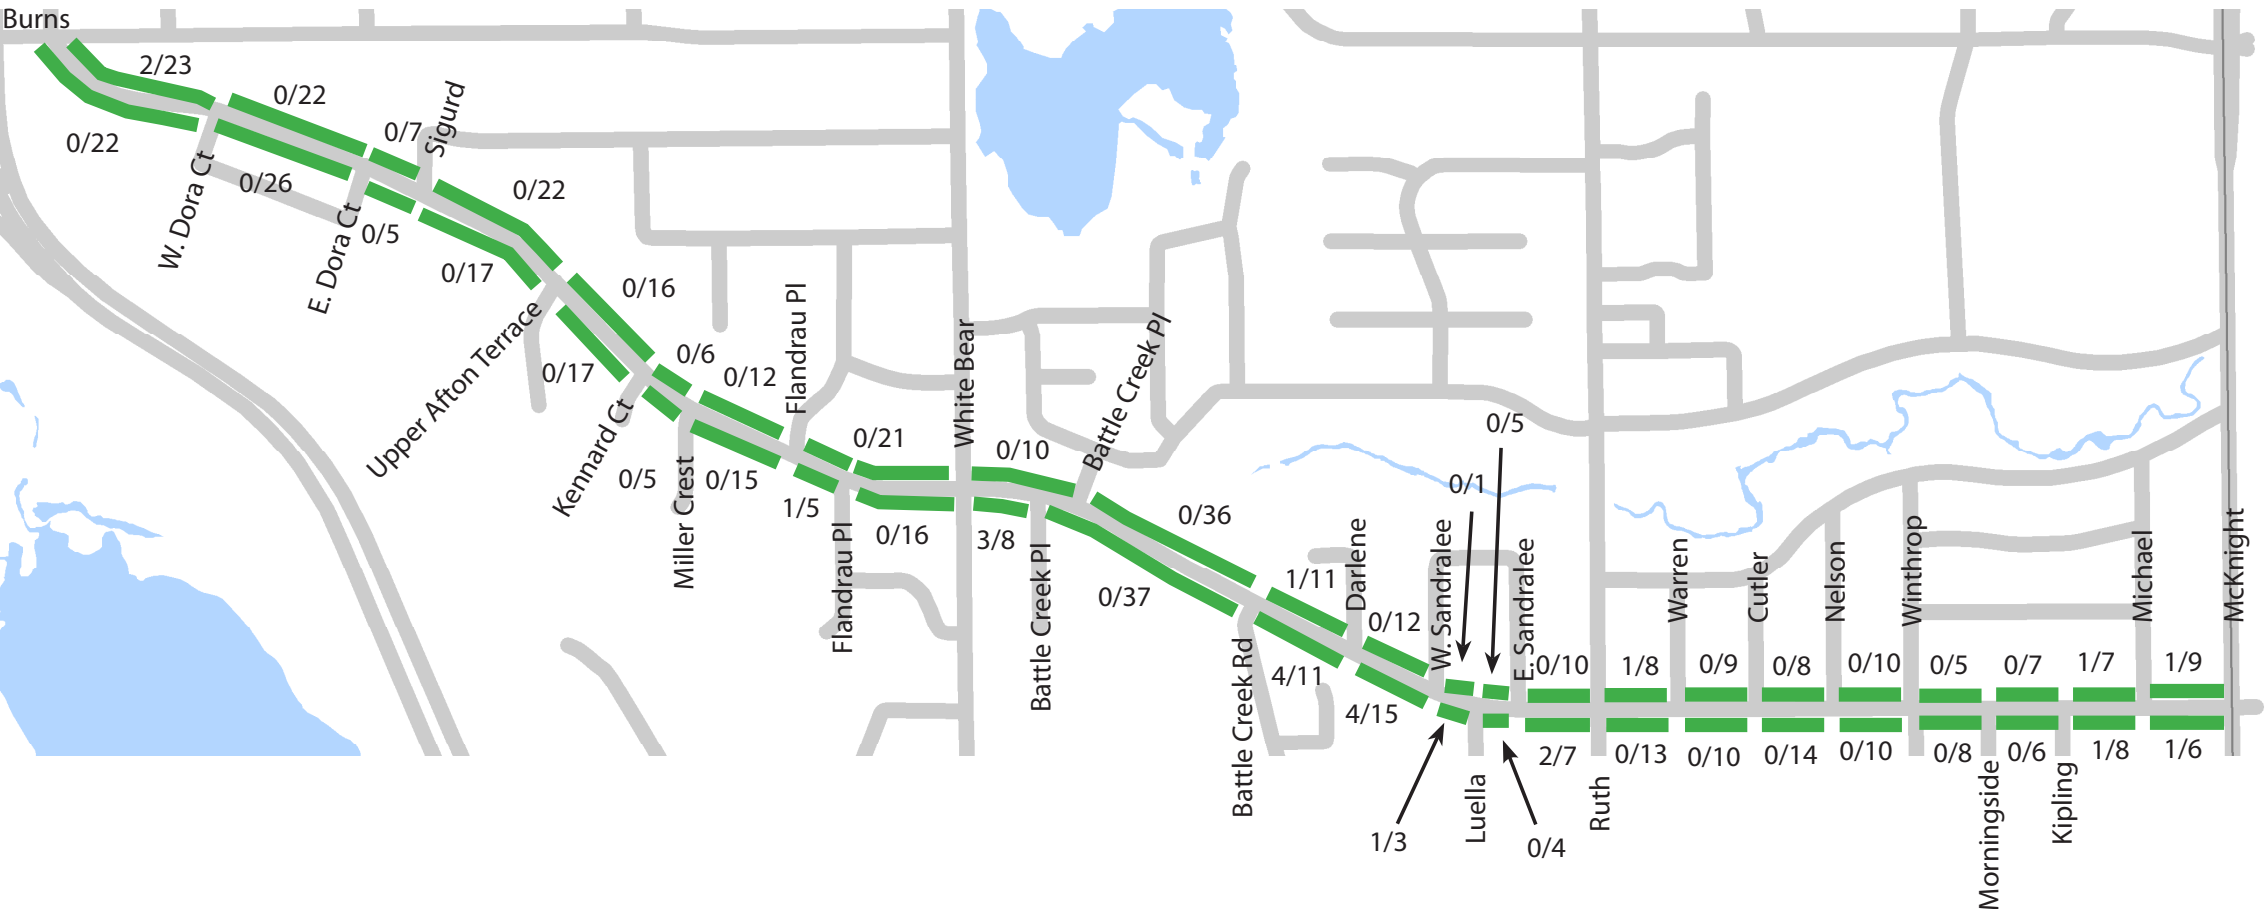 Burns
2/23
0/22
0/22
0/7
Sigurd
W. Dora Ct
0/26
E. Dora Ct
0/5
0/22
0/17
Upper Afton Terrace
0/16
0/17
Kennard Ct
0/6
0/5
Miller Crest
0/12
0/15
Flandrau Pl
1/5
Flandrau Pl
0/21
0/16
White Bear
0/10
3/8
Battle Creek Pl
Battle Creek Pl
0/36
0/37
Battle Creek Rd
1/11
4/11
Darlene
0/12
4/15
W. Sandralee
0/1
1/3
Luella
0/5
0/4
E. Sandralee
0/10
2/7
Ruth
1/8
0/13
Warren
0/9
0/10
Cutler
0/8
0/14
Nelson
0/10
0/10
Winthrop
0/5
0/8
Morningside
0/7
0/6
Kipling
1/7
1/8
Michael
1/9
1/6
McKnight